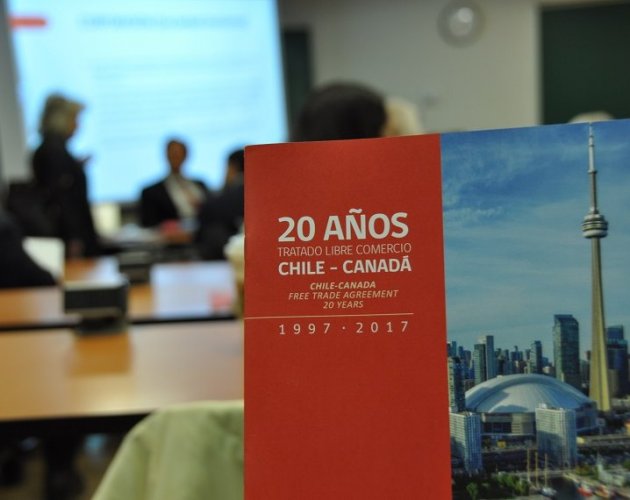 20 AÑOS
TRATADO LIBRE COMERCIO
CHILE - CANADÁ
CHILE-CANADA
FREE TRADE AGREEMENT
20 YEARS
1997 · 2017